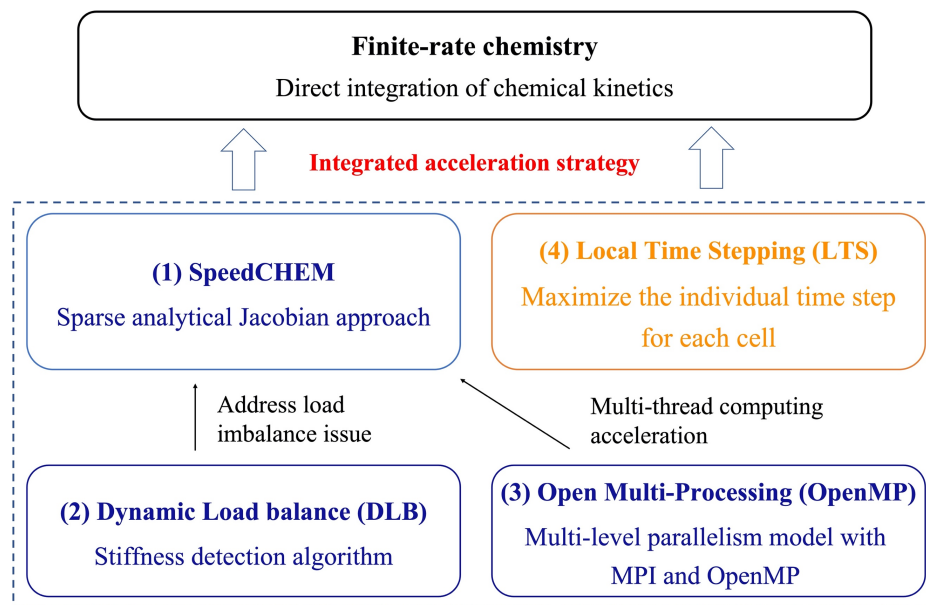 Finite-rate chemistry
Direct integration of chemical kinetics
Integrated acceleration strategy
(1) SpeedCHEM
Sparse analytical Jacobian approach
(4) Local Time Stepping (LTS)
Maximize the individual time step
for each cell
Address load
imbalance issue
Multi-thread computing
acceleration
(2) Dynamic Load balance (DLB)
Stiffness detection algorithm
(3) Open Multi-Processing (OpenMP)
Multi-level parallelism model with
MPI and OpenMP